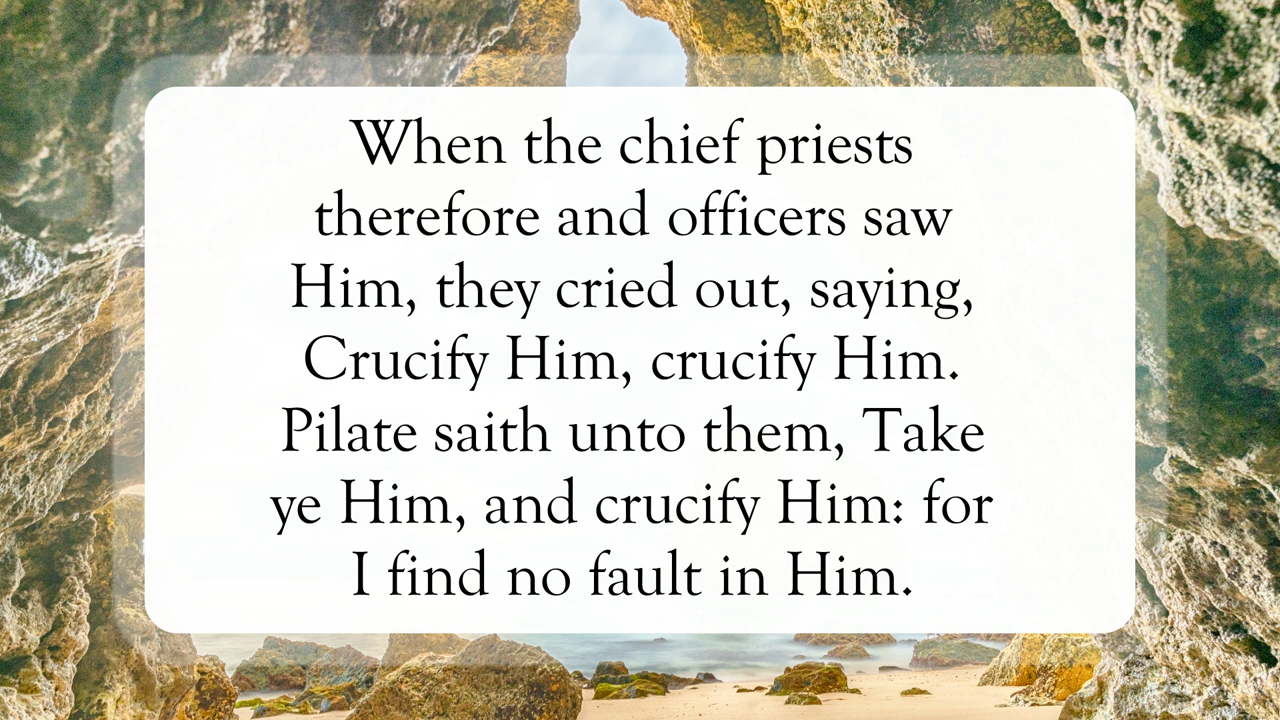 When the chief priests
therefore and officers saw
Him, they cried out, saying,
Crucify Him, crucify Him.
Pilate saith unto them, Take
ye Him, and crucify Him: for
I find no fault in Him.